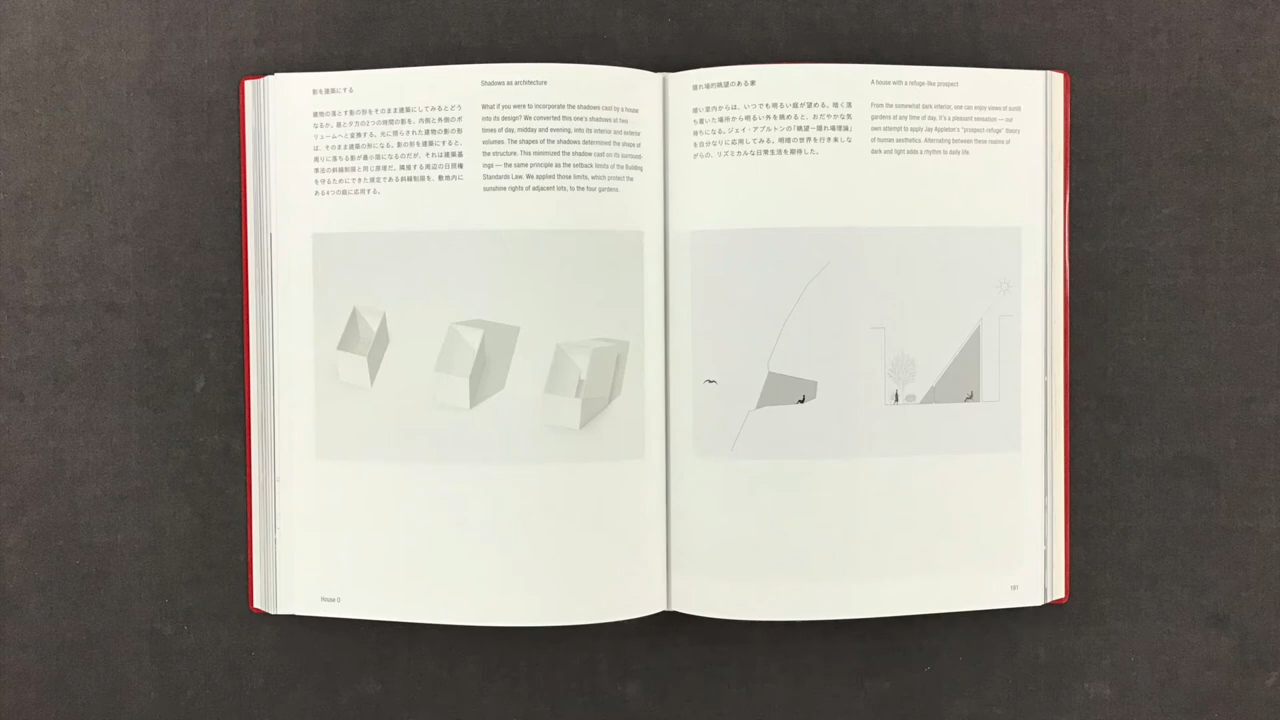 影を建築にする
建物の落とす影の形をそのまま建築にしてみるとどう
なるか。昼と夕方の2つの時間の影を、内側と外側のボ
リュームへと変換する。光に照らされた建物の影の形
は、そのまま建築の形になる。影の形を建築にすると、
周りに落ちる影が最小限になるのだが、それは建築基
準法の斜線制限と同じ原理だ。隣接する周辺の日照権
を守るためにできた規定である斜線制限を、敷地内に
ある4つの庭に応用する。
Shadows as architecture
What if you were to incorporate the shadows cast by a house
into its design? We converted this one's shadows at two
times of day, midday and evening, into its interior and exterior
volumes. The shapes of the shadows determined the shape of
the structure. This minimized the shadow cast on its surround-
ings — the same principle as the setback limits of the Building
Standards Law. We applied those limits, which protect the
sunshine rights of adjacent lots, to the four gardens.
House O
隠れ場的眺望のある家
暗い室内からは、いつでも明るい庭が望める。暗く落
ち着いた場所から明るい外を眺めると、おだやかな気
持ちになる。ジェイ・アプルトンの「眺望−隠れ場理論」
を自分なりに応用してみる。明暗の世界を行き来しな
がらの、リズミカルな日常生活を期待した。
A house with a refuge-like prospect
From the somewhat dark interior, one can enjoy views of sunlit
gardens at any time of day. It's a pleasant sensation — our
own attempt to apply Jay Appleton's "prospect-refuge" theory
of human aesthetics. Alternating between these realms of
dark and light adds a rhythm to daily life.
191